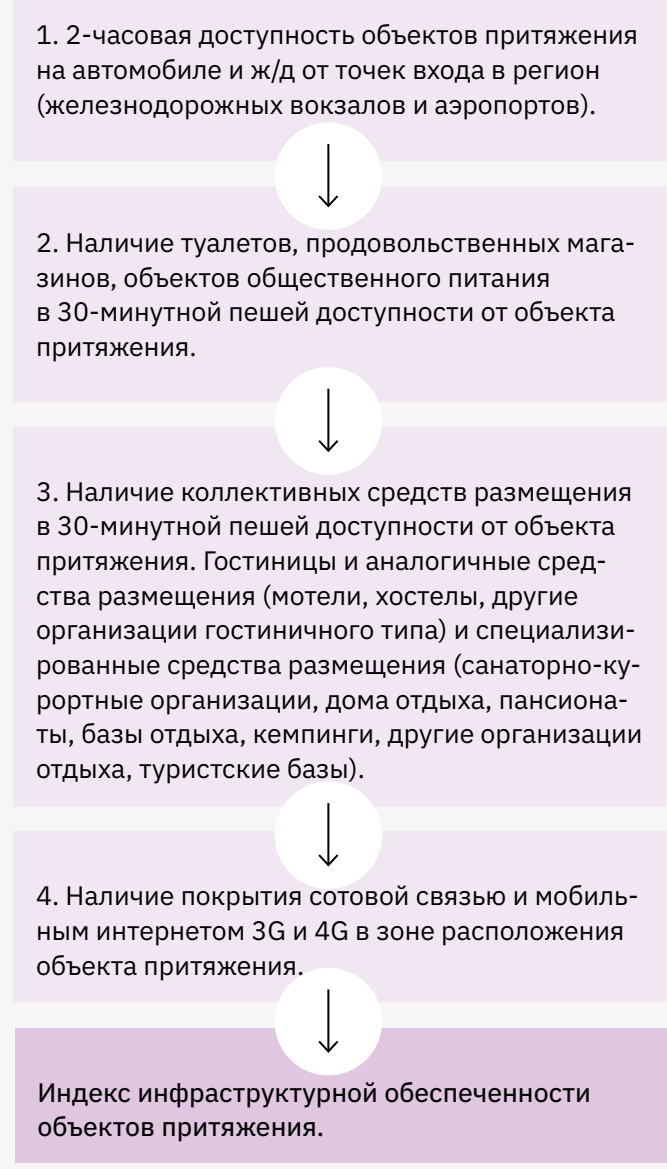 1. 2-часовая доступность объектов притяжения
на автомобиле и ж/д от точек входа в регион
(железнодорожных вокзалов и аэропортов).
2. Наличие туалетов, продовольственных мага-
зинов, объектов общественного питания
в 30-минутной пешей доступности от объекта
притяжения.
3. Наличие коллективных средств размещения
в 30-минутной пешей доступности от объекта
притяжения. Гостиницы и аналогичные сред-
ства размещения (мотели, хостелы, другие
организации гостиничного типа) и специализи-
рованные средства размещения (санаторно-ку-
рортные организации, дома отдыха, пансиона-
ты, базы отдыха, кемпинги, другие организации
отдыха, туристские базы).
4. Наличие покрытия сотовой связью и мобиль-
ным интернетом 3G и 4G в зоне расположения
объекта притяжения.
Индекс инфраструктурной обеспеченности
объектов притяжения.